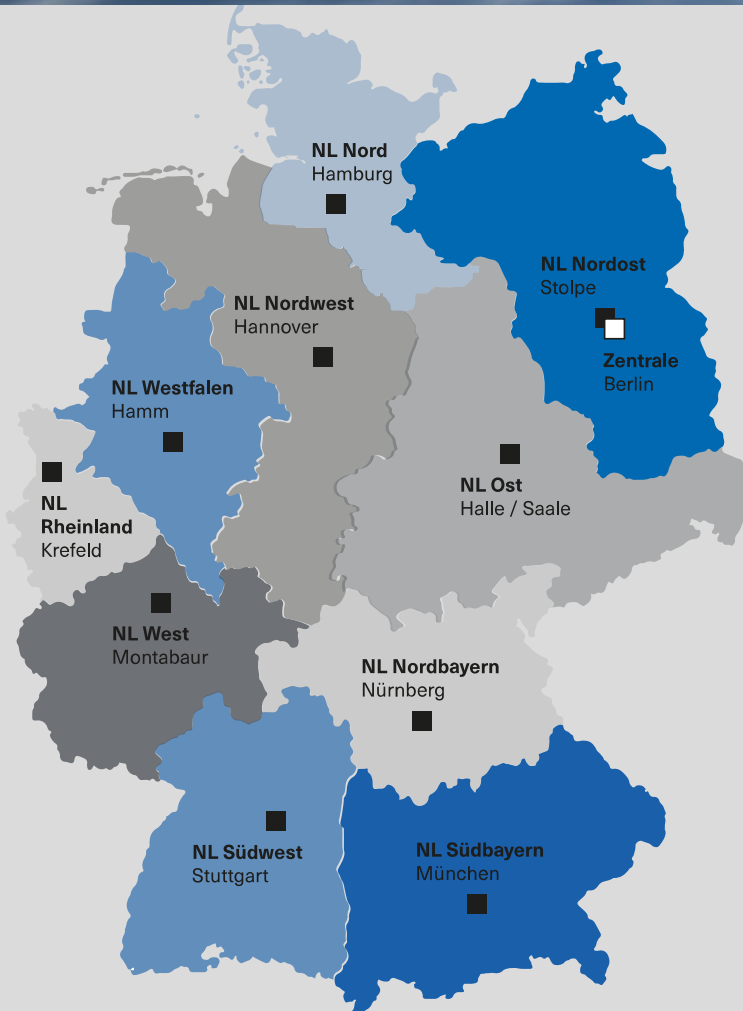 NL Nord
Hamburg
NL Nordost
Stolpe
Zentrale
Berlin
NL Nordwest
Hannover
NL Westfalen
Hamm
NL Ost
Halle / Saale
NL
Rheinland
Krefeld
NL West
Montabaur
NL Nordbayern
Nürnberg
NL Südwest
Stuttgart
NL Südbayern
München